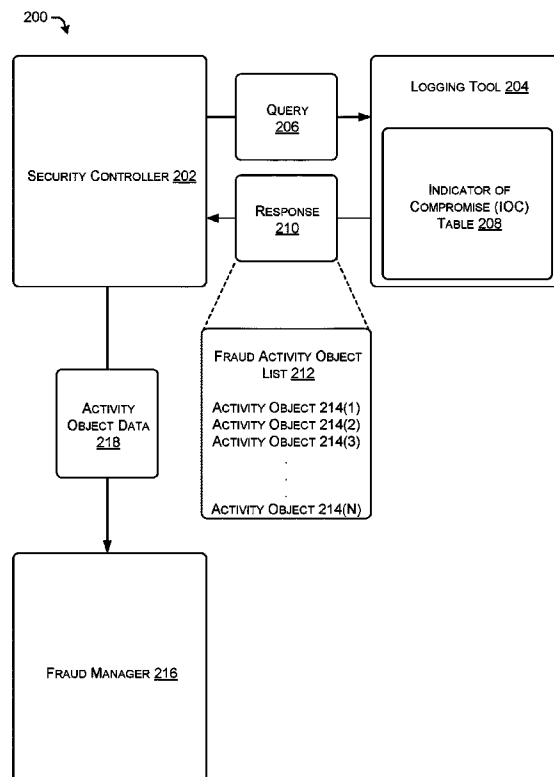 200
SECURITY CONTROLLER 202
QUERY
206
LOGGING TOOL 204
INDICATOR OF
COMPROMISE (IOC)
TABLE 208
RESPONSE
210
FRAUD ACTIVITY OBJECT
LIST 212
ACTIVITY OBJECT 214(1)
ACTIVITY OBJECT 214(2)
ACTIVITY OBJECT 214(3)
.
.
.
ACTIVITY OBJECT 214(N)
ACTIVITY
OBJECT DATA
218
FRAUD MANAGER 216